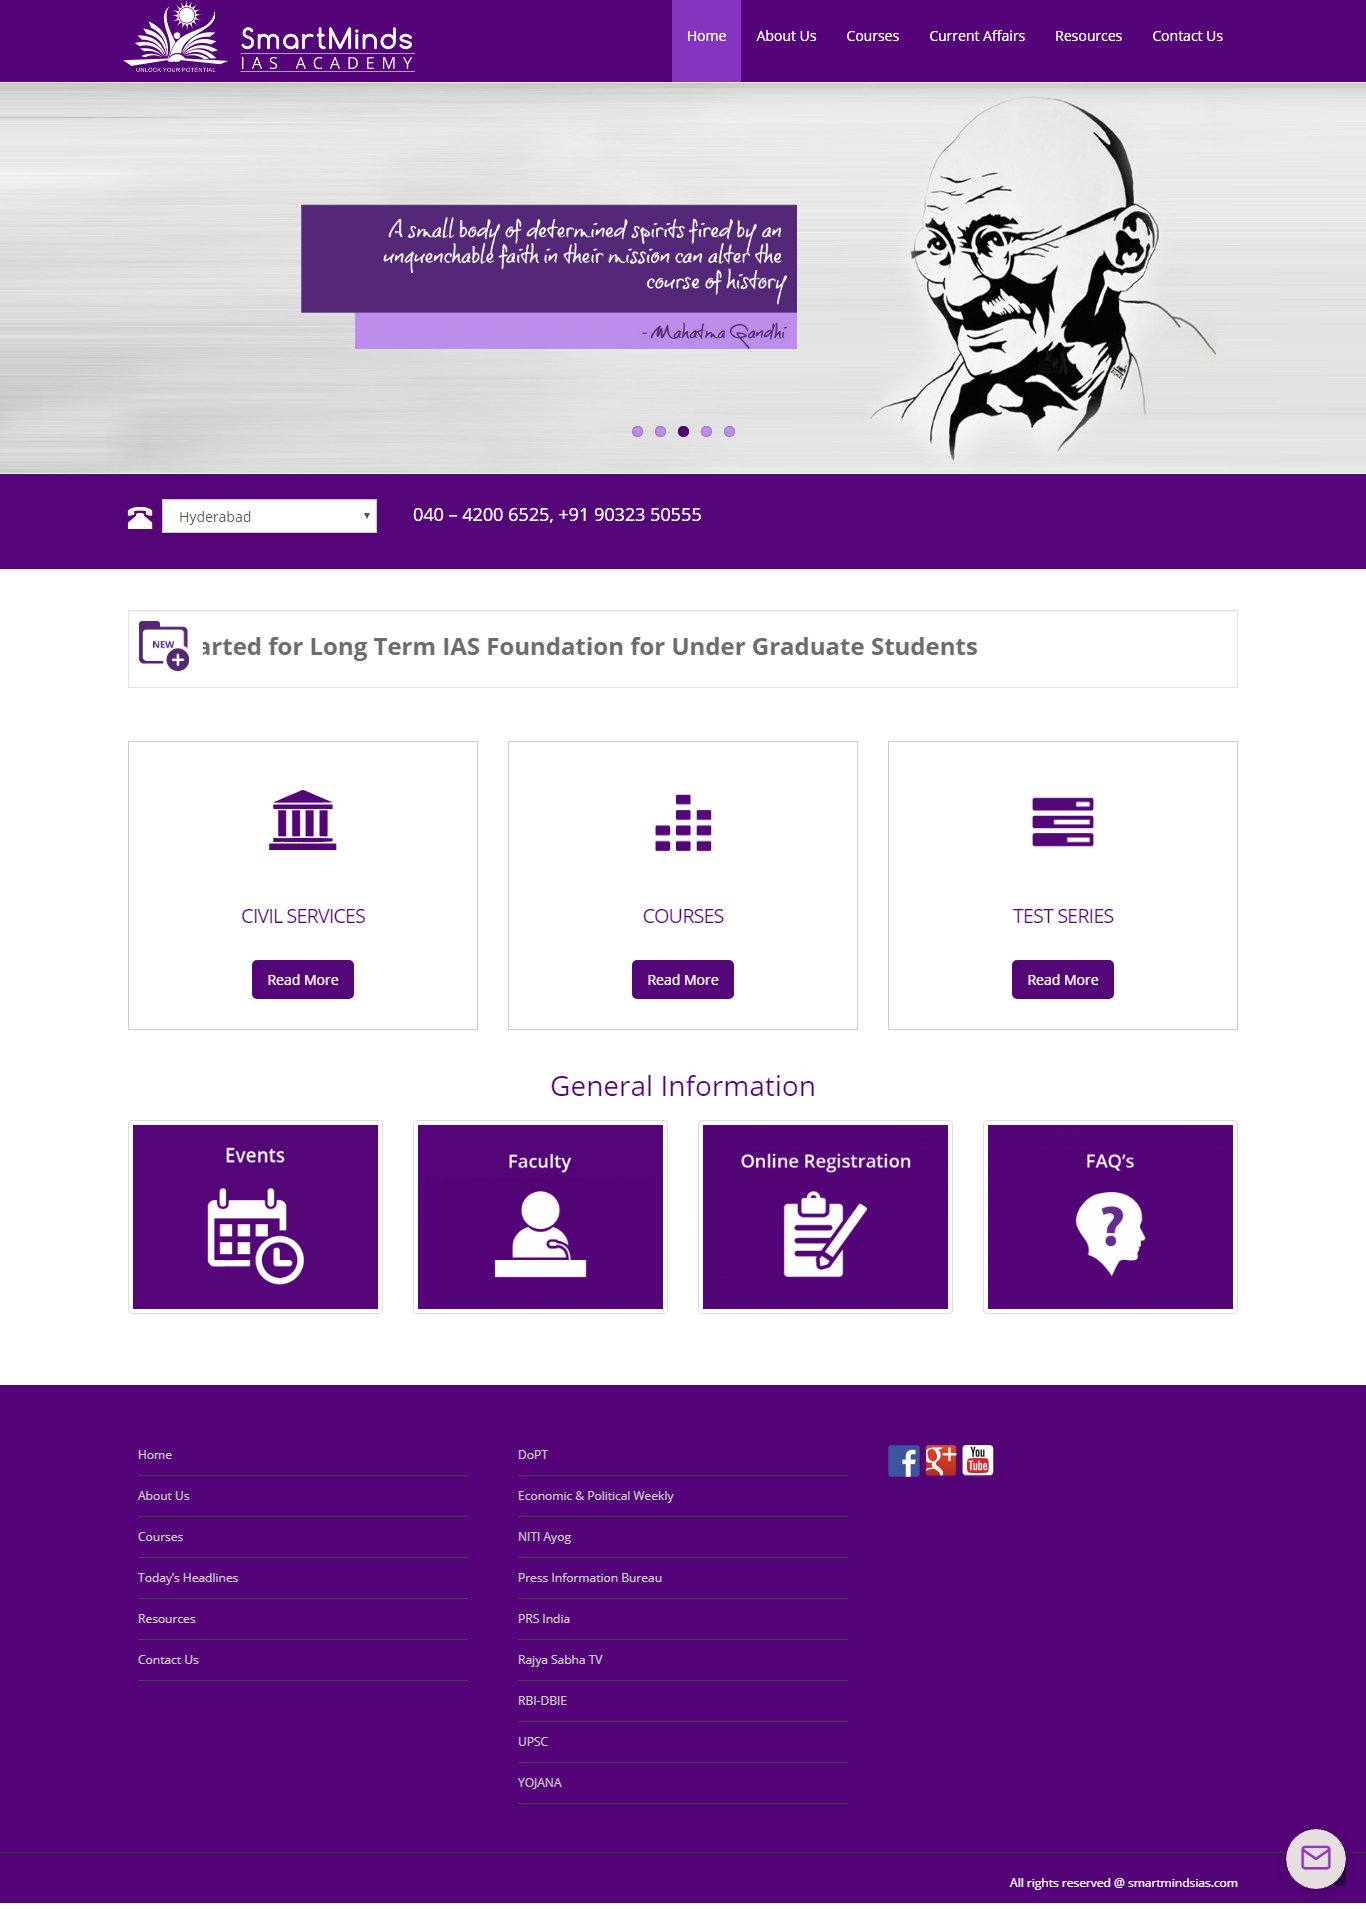 SmartMinds
IAS ACADEMY
UNLOCK YOUR POTENTIAL
Home
About Us
Courses
Current Affairs
Resources
Contact Us
A small body of determined spirits fired by an
unquenchable faith in their mission can alter the
course of history
- Mahatma Gandhi
Hyderabad
040 – 4200 6525, +91 90323 50555
NEW
arted for Long Term IAS Foundation for Under Graduate Students
CIVIL SERVICES
COURSES
TEST SERIES
Read More
Read More
Read More
General Information
Events
Faculty
Online Registration
FAQ's
Home
About Us
Courses
Today's Headlines
Resources
Contact Us
DoPT
Economic & Political Weekly
NITI Ayog
Press Information Bureau
PRS India
Rajya Sabha TV
RBI-DBIE
UPSC
YOJANA
f
g+
You
Tube
All rights reserved @ smartmindsias.com